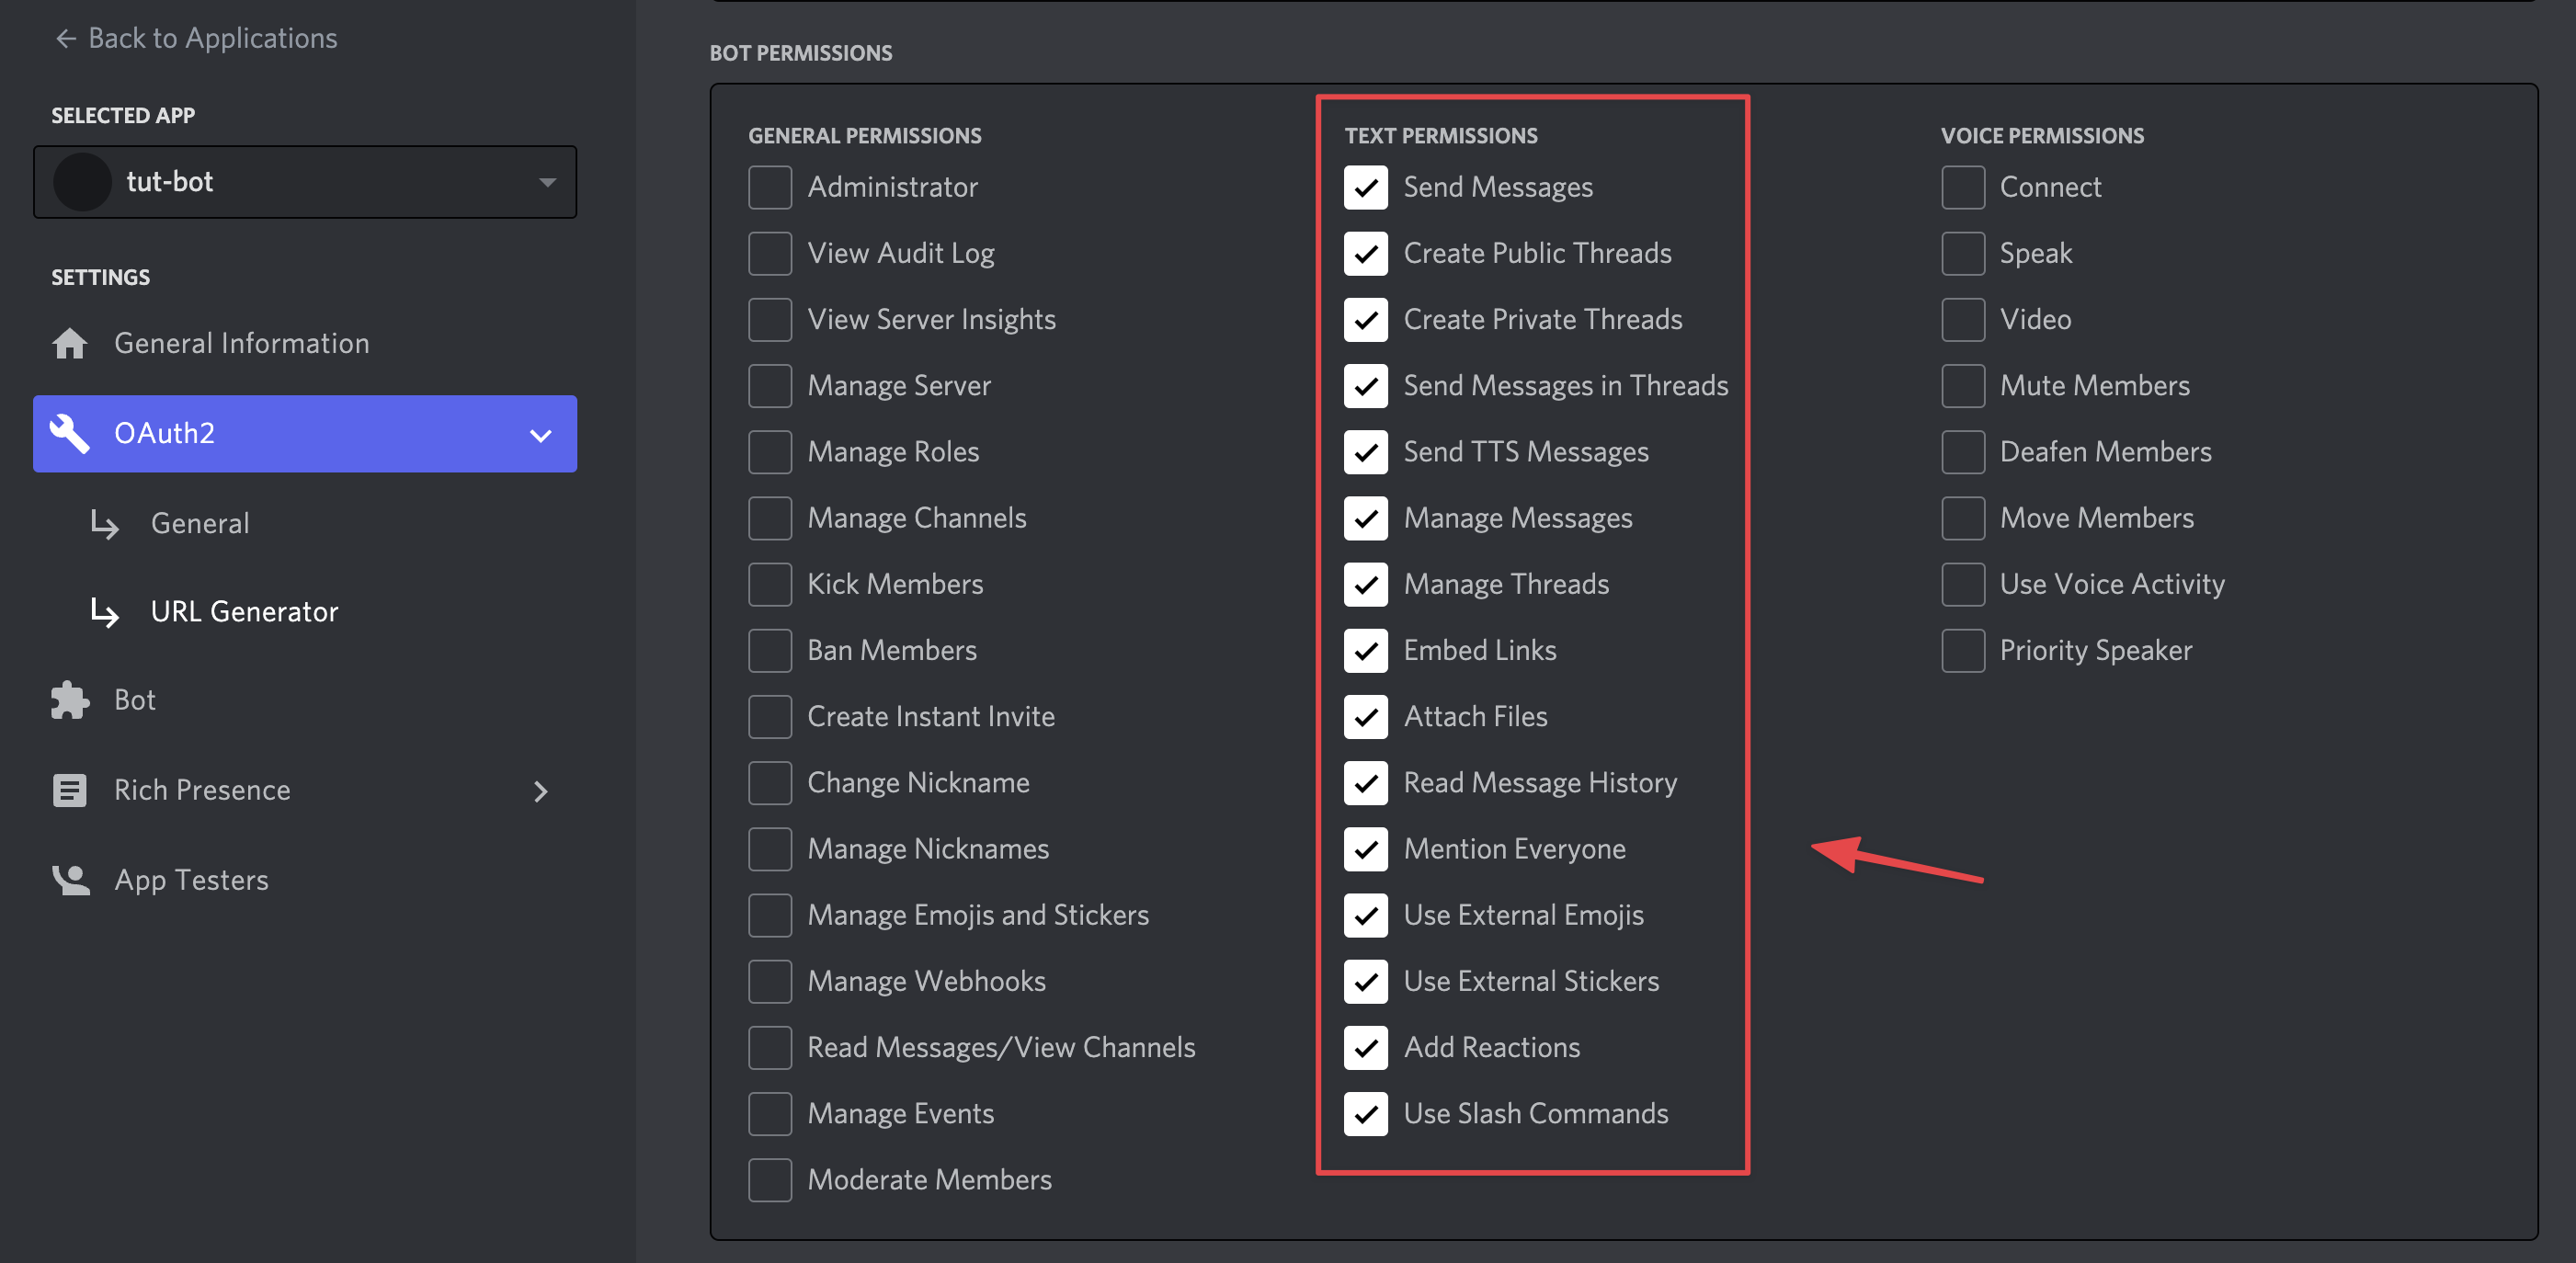 Back to Applications
SELECTED APP
tut-bot
SETTINGS
General Information
OAuth2
General
URL Generator
Bot
Rich Presence
App Testers
BOT PERMISSIONS
GENERAL PERMISSIONS
Administrator
View Audit Log
View Server Insights
Manage Server
Manage Roles
Manage Channels
Kick Members
Ban Members
Create Instant Invite
Change Nickname
Manage Nicknames
Manage Emojis and Stickers
Manage Webhooks
Read Messages/View Channels
Manage Events
Moderate Members
TEXT PERMISSIONS
Send Messages
Create Public Threads
Create Private Threads
Send Messages in Threads
Send TTS Messages
Manage Messages
Manage Threads
Embed Links
Attach Files
Read Message History
Mention Everyone
Use External Emojis
Use External Stickers
Add Reactions
Use Slash Commands
VOICE PERMISSIONS
Connect
Speak
Video
Mute Members
Deafen Members
Move Members
Use Voice Activity
Priority Speaker